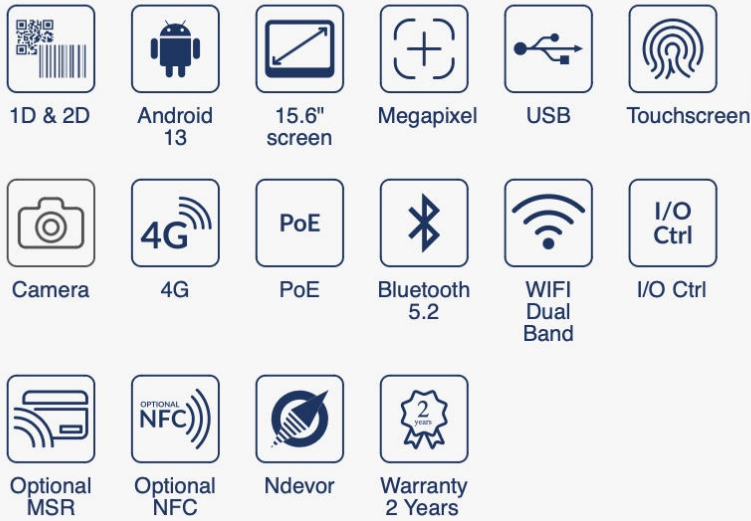 1D & 2D
Android
13
15.6"
screen
Megapixel
USB
Touchscreen
4G
PoE
I/O
Ctrl
Camera
4G
PoE
Bluetooth
5.2
WIFI
Dual
Band
I/O Ctrl
OPTIONAL
NFC
2
years
Optional
MSR
Optional
NFC
Ndevor
Warranty
2 Years